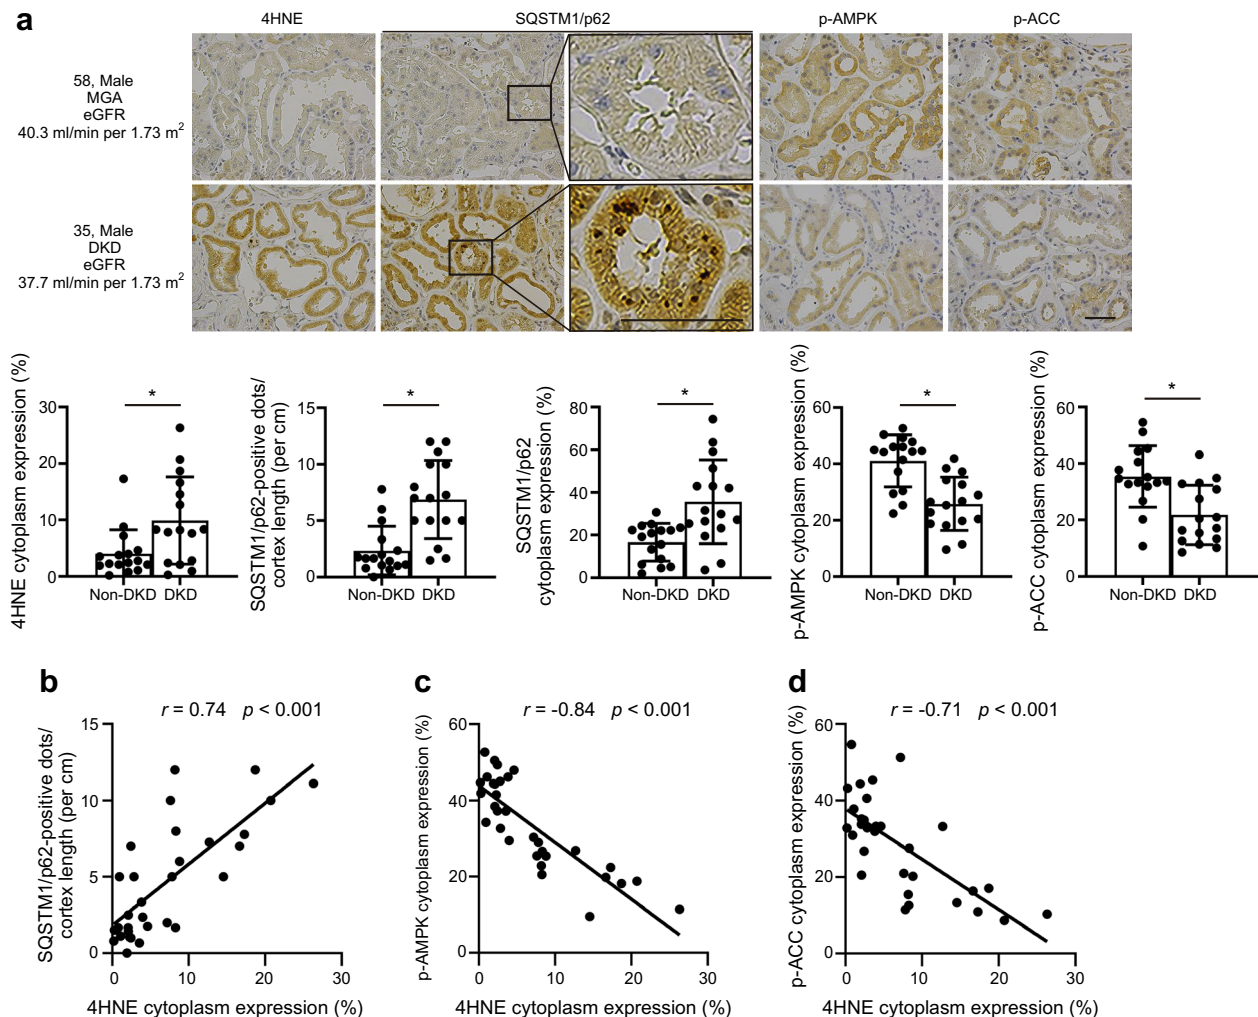 a
4HNE
SQSTM1/p62
p-AMPK
p-ACC
58, Male
MGA
eGFR
40.3 ml/min per 1.73 m²
35, Male
DKD
eGFR
37.7 ml/min per 1.73 m²
4HNE cytoplasm expression (%)
30
20
10
0
*
Non-DKD DKD
SQSTM1/p62-positive dots/
cortex length (per cm)
15
10
5
0
*
Non-DKD DKD
SQSTM1/p62
cytoplasm expression (%)
80
60
40
20
0
*
Non-DKD DKD
p-AMPK cytoplasm expression (%)
60
40
20
0
*
Non-DKD DKD
p-ACC cytoplasm expression (%)
60
40
20
0
*
Non-DKD DKD
b
r = 0.74 p < 0.001
SQSTM1/p62-positive dots/
cortex length (per cm)
15
10
5
0
0 10 20 30
4HNE cytoplasm expression (%)
c
r = -0.84 p < 0.001
p-AMPK cytoplasm expression (%)
60
40
20
0
0 10 20 30
4HNE cytoplasm expression (%)
d
r = -0.71 p < 0.001
p-ACC cytoplasm expression (%)
60
40
20
0
0 10 20 30
4HNE cytoplasm expression (%)